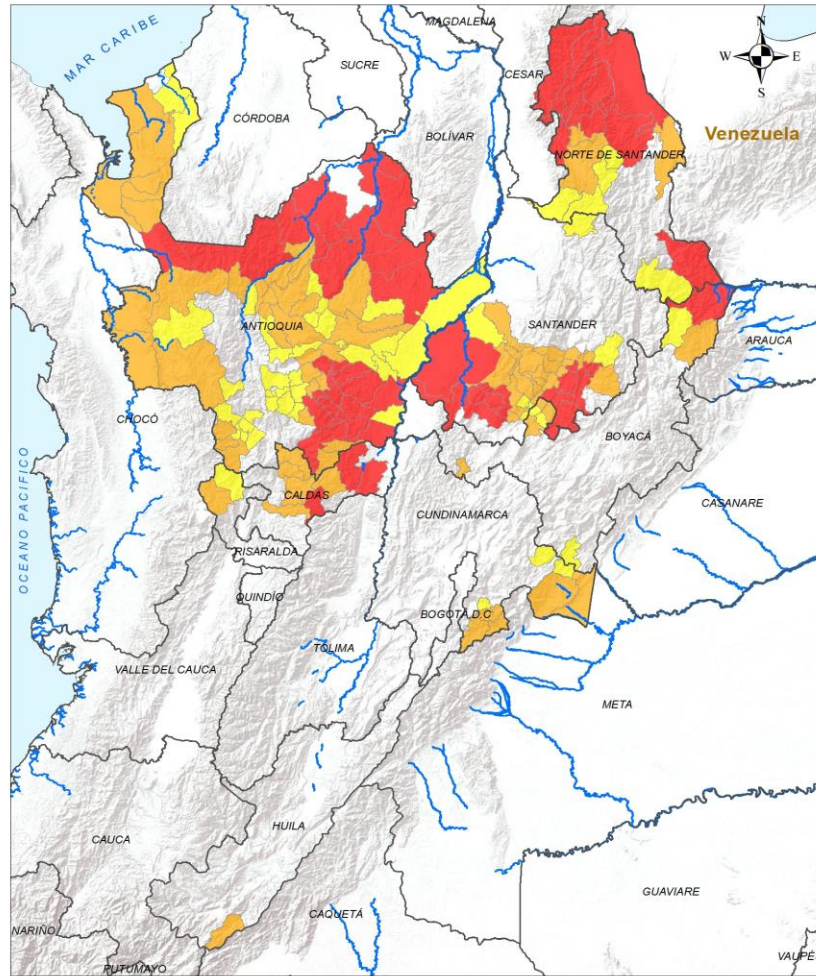 MAGDALENA
N
MAR CARIBE
SUCRE
W E
CESAR
S
CÓRDOBA
BOLÍVAR
Venezuela
NORTE DE SANTANDER
ANTIOQUIA
SANTANDER
ARAUCA
CHOCÓ
BOYACÁ
CALDAS
CASANARE
CUNDINAMARCA
OCEANO PACIFICO
RISARALDA
QUINDÍO
BOGOTÁ D.C
TOLIMA
VALLE DEL CAUCA
META
HUILA
CAUCA
GUAVIARE
CAQUETÁ
NARIÑO
PUTUMAYO
VAUPÉ